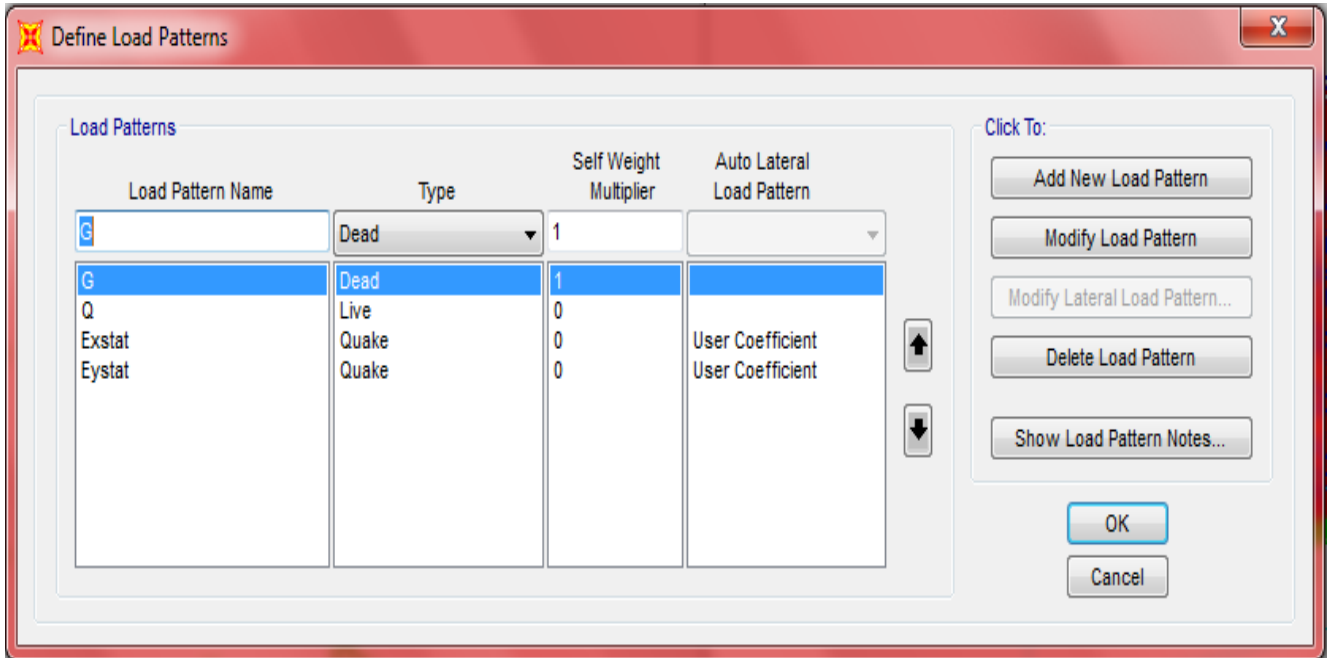 Define Load Patterns
X
Load Patterns
Load Pattern Name Type Self Weight Multiplier Auto Lateral Load Pattern
G Dead 1
G Dead 1
Q Live 0
Exstat Quake 0 User Coefficient
Eystat Quake 0 User Coefficient
Click To:
Add New Load Pattern
Modify Load Pattern
Modify Lateral Load Pattern...
Delete Load Pattern
Show Load Pattern Notes...
OK
Cancel